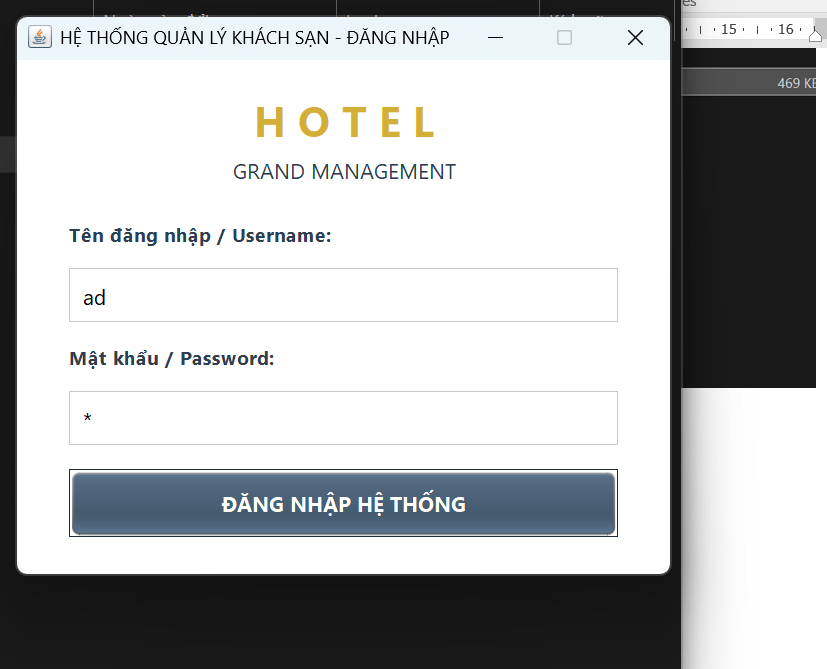 HỆ THỐNG QUẢN LÝ KHÁCH SẠN - ĐĂNG NHẬP
15 16
469 KB
HOTEL
GRAND MANAGEMENT
Tên đăng nhập / Username:
ad
Mật khẩu / Password:
*
ĐĂNG NHẬP HỆ THỐNG